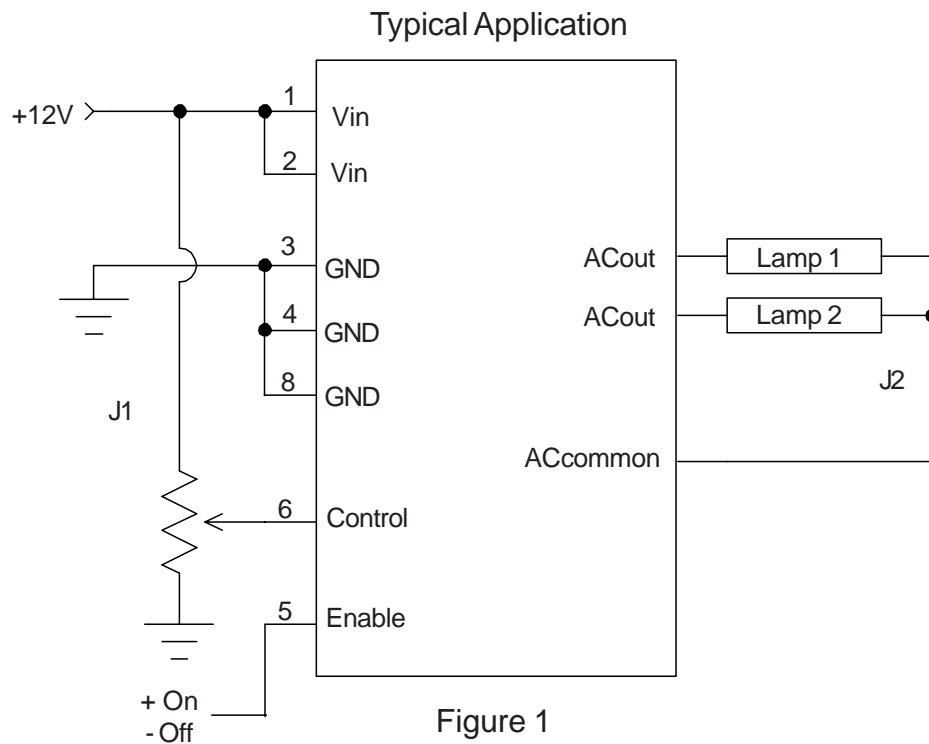 Typical Application
+12V
1
Vin
2
Vin
3
GND
4
GND
8
GND
J1
6
Control
5
Enable
+ On
- Off
ACout
Lamp 1
ACout
Lamp 2
J2
ACcommon
Figure 1